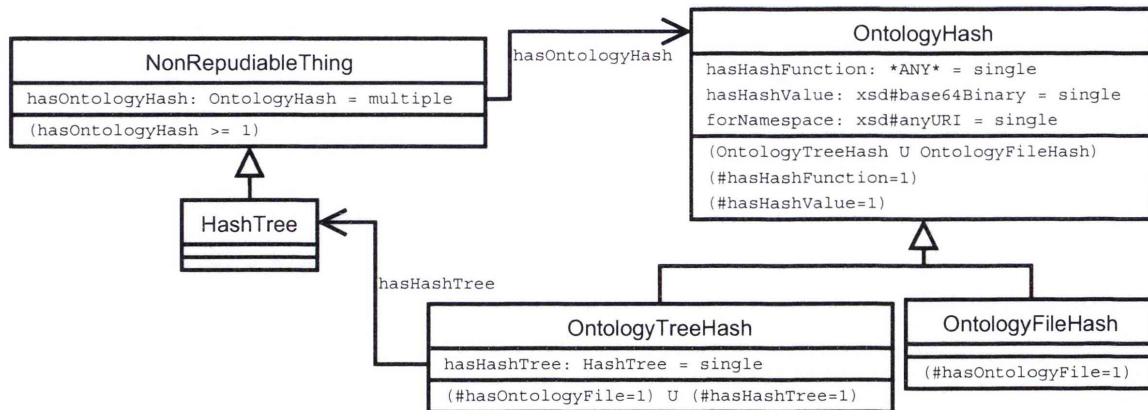 NonRepudiableThing
hasOntologyHash: OntologyHash = multiple
(hasOntologyHash >= 1)
hasOntologyHash
OntologyHash
hasHashFunction: *ANY* = single
hasHashValue: xsd#base64Binary = single
forNamespace: xsd#anyURI = single
(OntologyTreeHash U OntologyFileHash)
(#hasHashFunction=1)
(#hasHashValue=1)
HashTree
hasHashTree
OntologyTreeHash
hasHashTree: HashTree = single
(#hasOntologyFile=1) U (#hasHashTree=1)
OntologyFileHash
(#hasOntologyFile=1)